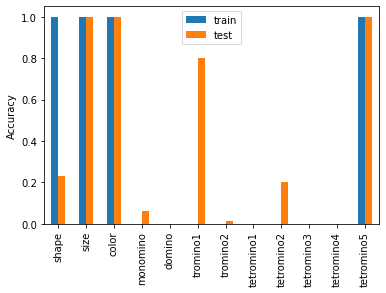 train
test
1.0
0.8
0.6
0.4
0.2
0.0
Accuracy
shape
size
color
monomino
domino
tromino1
tromino2
tetromino1
tetromino2
tetromino3
tetromino4
tetromino5